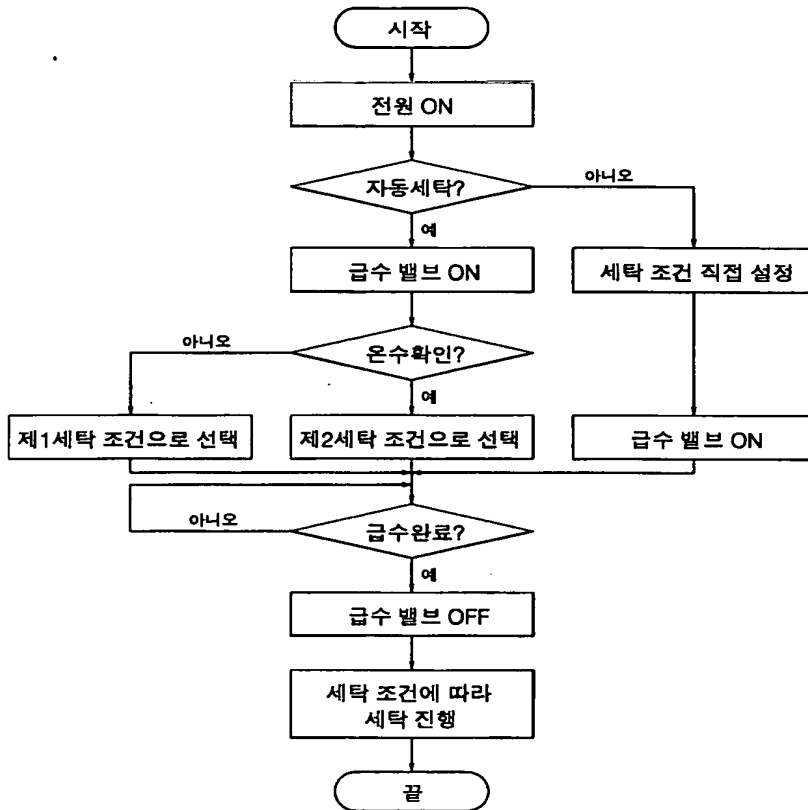 시작
전원 ON
자동세탁?
아니오
예
급수 밸브 ON
세탁 조건 직접 설정
아니오
온수확인?
예
제1세탁 조건으로 선택
제2세탁 조건으로 선택
급수 밸브 ON
아니오
급수완료?
예
급수 밸브 OFF
세탁 조건에 따라
세탁 진행
끝